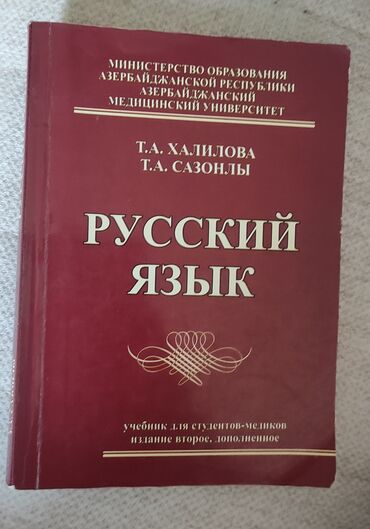 МИНИСТЕРСТВО ОБРАЗОВАНИЯ
АЗЕРБАЙДЖАНСКОЙ РЕСПУБЛИКИ
АЗЕРБАЙДЖАНСКИЙ
МЕДИЦИНСКИЙ УНИВЕРСИТЕТ
Т.А. ХАЛИЛОВА
Т.А. САЗОНЛЫ
РУССКИЙ
ЯЗЫК
учебник для студентов-медиков
издание второе, дополненное